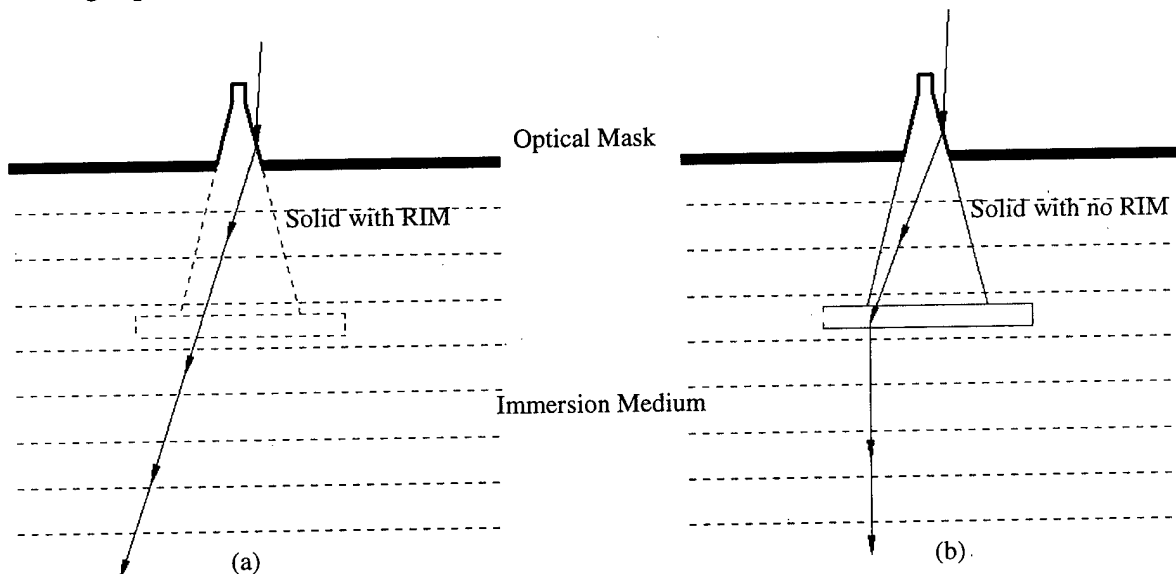 Optical Mask
Solid with RIM
Solid with no RIM
Immersion Medium
(a)
(b)